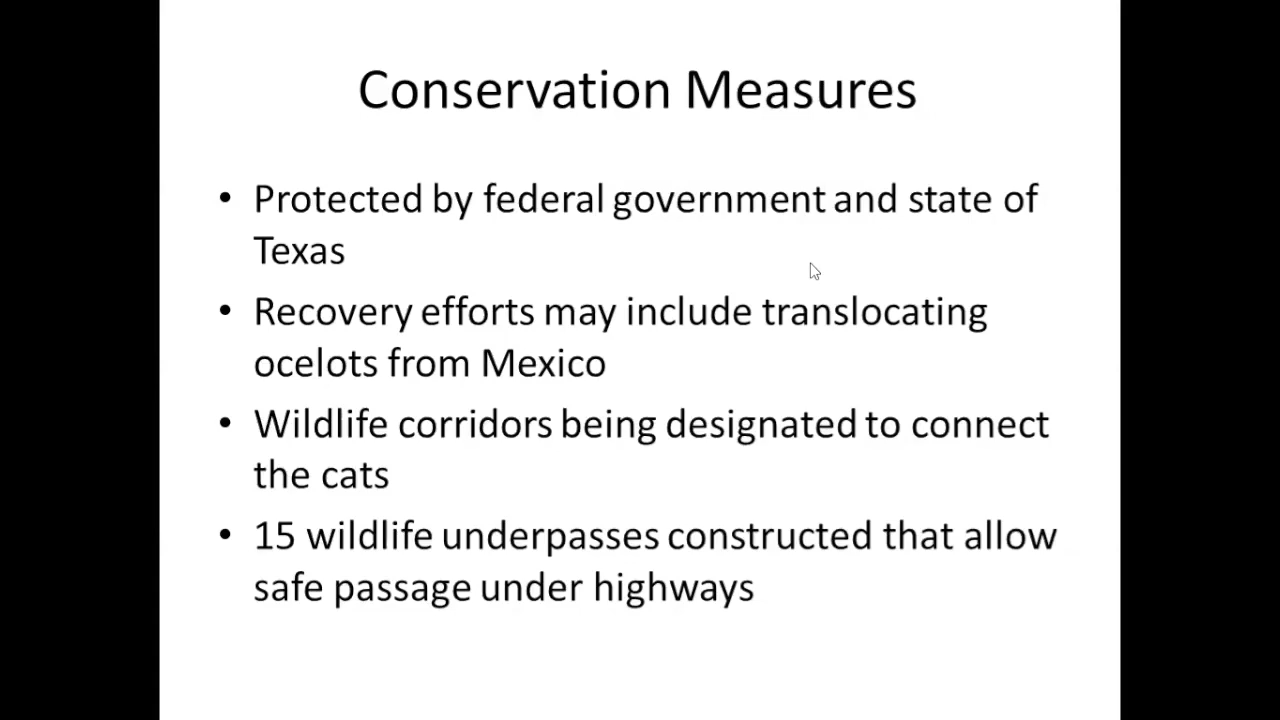 Conservation Measures
• Protected by federal government and state of
Texas
• Recovery efforts may include translocating
ocelots from Mexico
• Wildlife corridors being designated to connect
the cats
• 15 wildlife underpasses constructed that allow
safe passage under highways